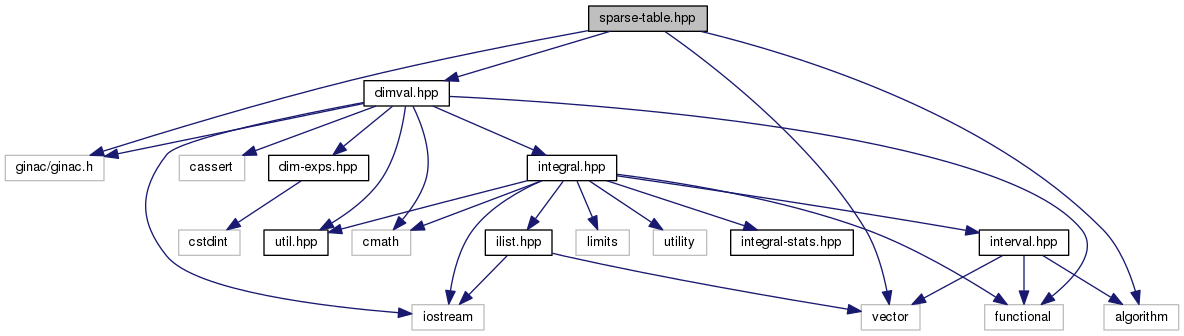 sparse-table.hpp
dimval.hpp
ginac/ginac.h
cassert
dim-exps.hpp
integral.hpp
cstdint
util.hpp
cmath
ilist.hpp
limits
utility
integral-stats.hpp
interval.hpp
iostream
vector
functional
algorithm